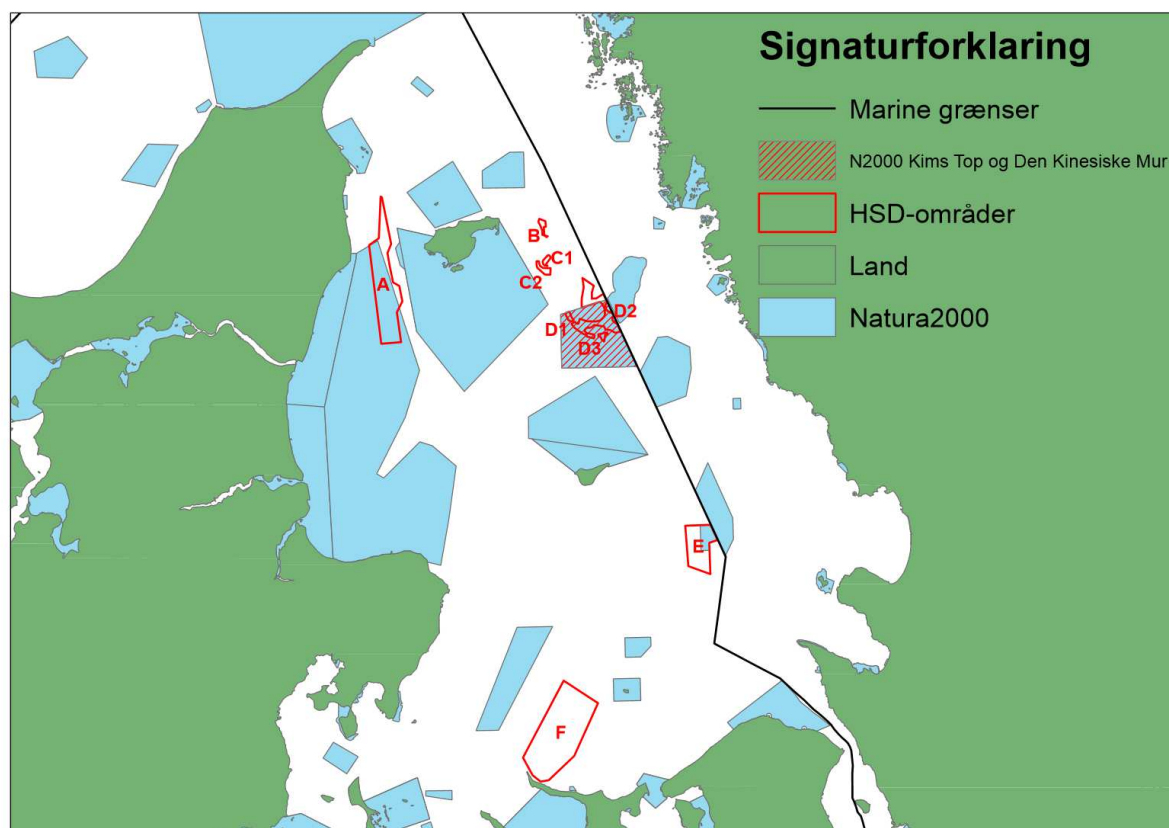 Signaturforklaring
Marine grænser
N2000 Kims Top og Den Kinesiske Mur
HSD-områder
Land
Natura2000
A
B
C1
C2
D1
D2
D3
E
F